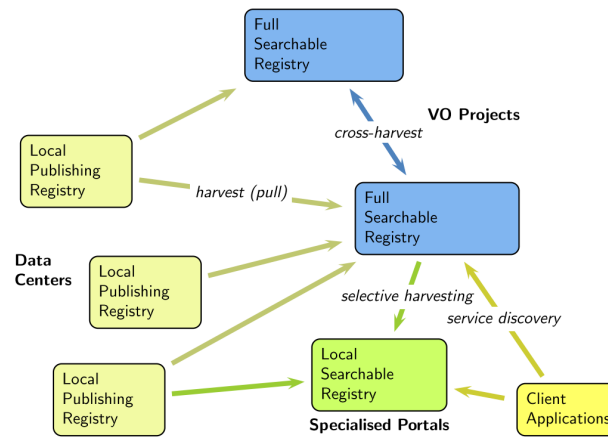 Full
Searchable
Registry
VO Projects
cross-harvest
Local
Publishing
Registry
harvest (pull)
Full
Searchable
Registry
Data
Centers
Local
Publishing
Registry
selective harvesting
service discovery
Local
Searchable
Registry
Local
Publishing
Registry
Client
Applications
Specialised Portals